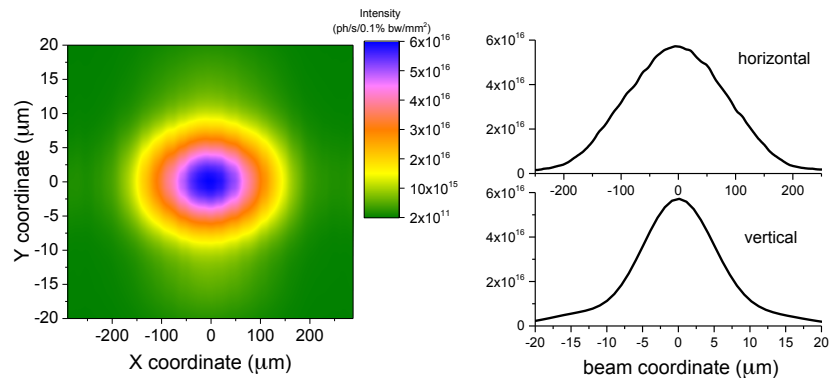 Intensity
(ph/s/0.1% bw/mm²)
20
15
10
5
0
-5
-10
-15
-20
Y coordinate (μm)
-200
-100
0
100
200
X coordinate (μm)
6x10¹⁶
5x10¹⁶
4x10¹⁶
3x10¹⁶
2x10¹⁶
10x10¹⁵
2x10¹¹
6x10¹⁶
4x10¹⁶
2x10¹⁶
0
horizontal
-200
-100
0
100
200
6x10¹⁶
4x10¹⁶
2x10¹⁶
0
vertical
-20
-15
-10
-5
0
5
10
15
20
beam coordinate (μm)